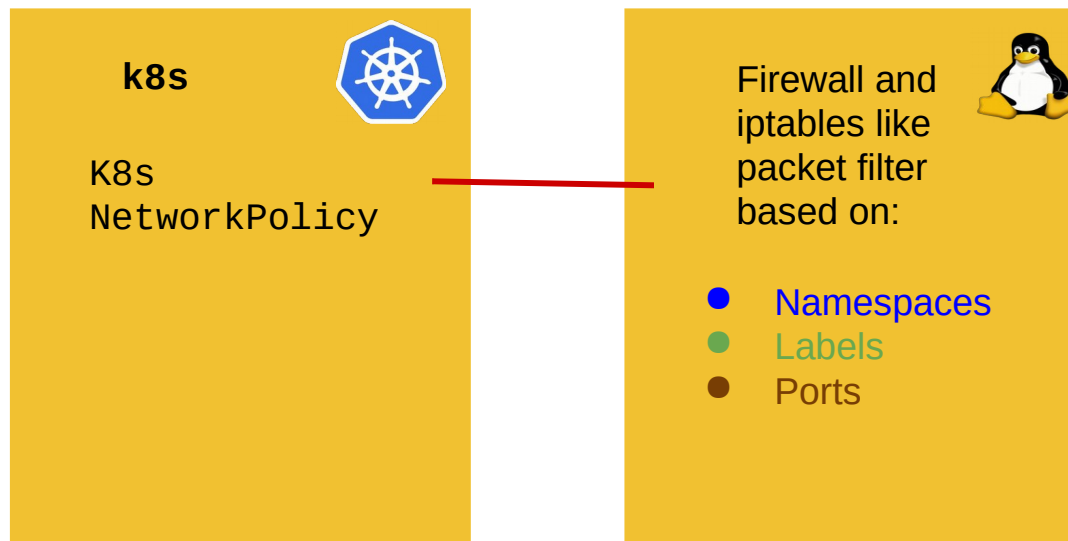 k8s
K8s
NetworkPolicy
Firewall and
iptables like
packet filter
based on:
● Namespaces
● Labels
● Ports